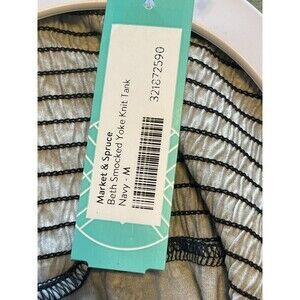 Market & Spruce
Beth Smocked Yoke Knit Tank
Navy - M
321672590